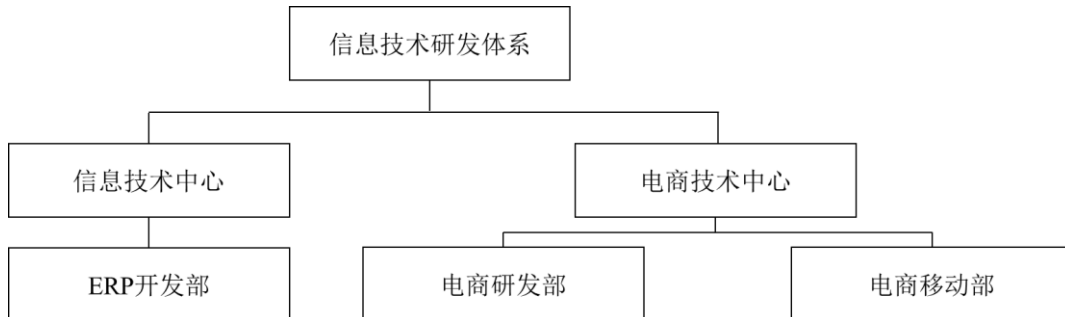 信息技术研发体系
信息技术中心
电商技术中心
ERP开发部
电商研发部
电商移动部